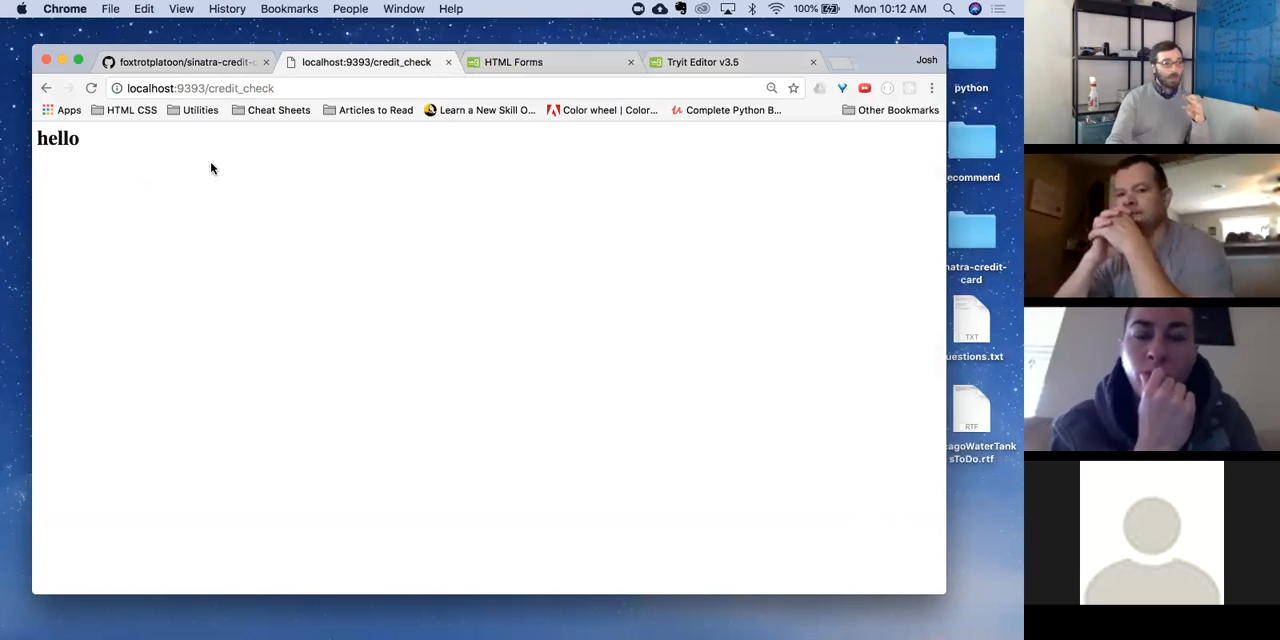 Chrome File Edit View History Bookmarks People Window Help 100% Mon 10:12 AM
foxtrotplatoon/sinatra-credit-c localhost:9393/credit_check HTML Forms Tryit Editor v3.5 Josh
localhost:9393/credit_check
Apps HTML CSS Utilities Cheat Sheets Articles to Read Learn a New Skill O... Color wheel | Color... Complete Python B... Other Bookmarks
hello
python
ecommend
natra-credit-
card
TXT
uestions.txt
RTF
cagoWaterTank
sToDo.rtf